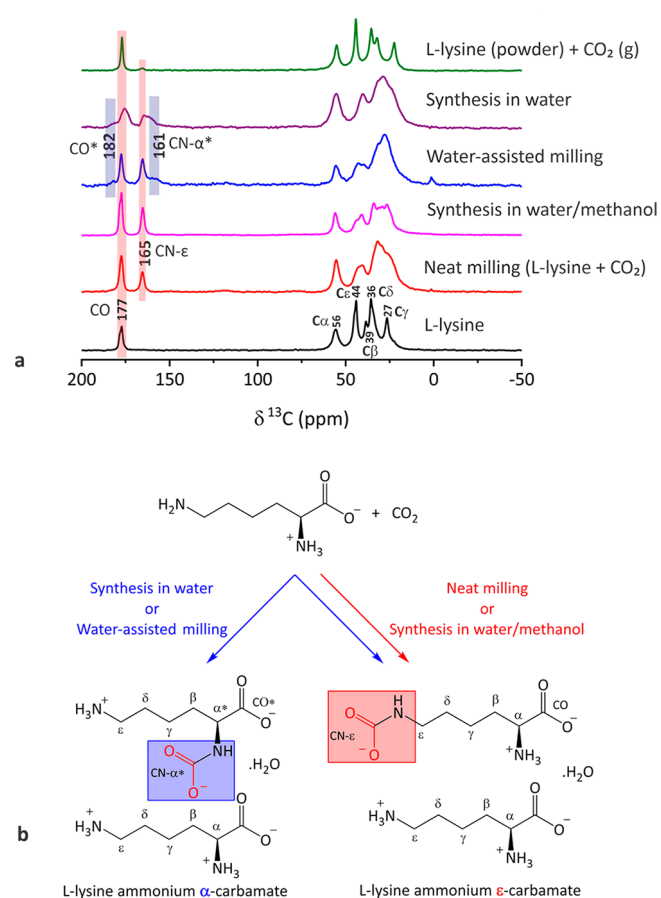 L-lysine (powder) + CO₂ (g)
Synthesis in water
CO*
182
161
CN-α*
Water-assisted milling
Synthesis in water/methanol
165
CN-ε
Neat milling (L-lysine + CO₂)
CO
177
Cα
56
Cε
44
39
Cβ
36
Cδ
27
Cγ
L-lysine
a
200 150 100 50 0 -50
δ ¹³C (ppm)
H₂N
O
O⁻
+ CO₂
⁺NH₃
Synthesis in water
or
Water-assisted milling
Neat milling
or
Synthesis in water/methanol
H₃N⁺
δ
β
α*
O
CO*
O⁻
ε
γ
O
NH
CN-α*
O⁻
.H₂O
H₃N⁺
δ
β
α
O
O⁻
ε
γ
⁺NH₃
L-lysine ammonium α-carbamate
O
H
N
CN-ε
O⁻
ε
δ
γ
β
α
O
CO
O⁻
⁺NH₃
.H₂O
H₃N⁺
δ
β
α
O
O⁻
ε
γ
⁺NH₃
L-lysine ammonium ε-carbamate
b